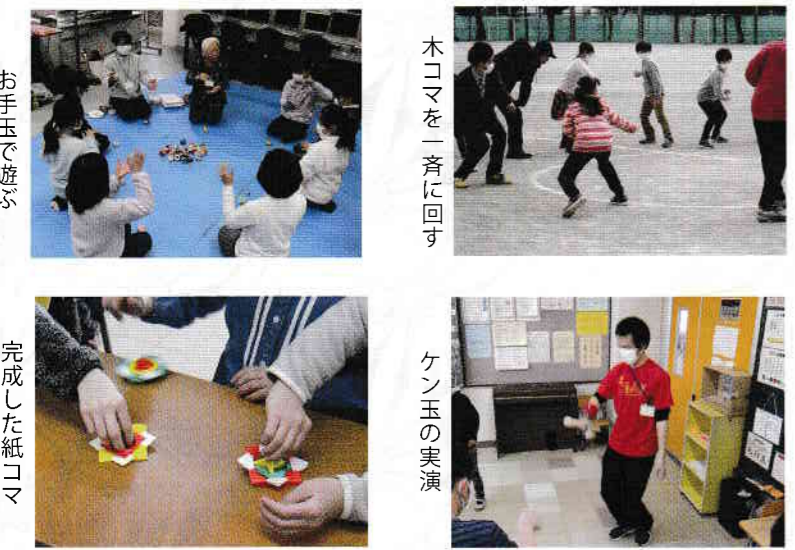 木コマを一斉に回す
お手玉で遊ぶ
ケン玉の実演
完成した紙コマ